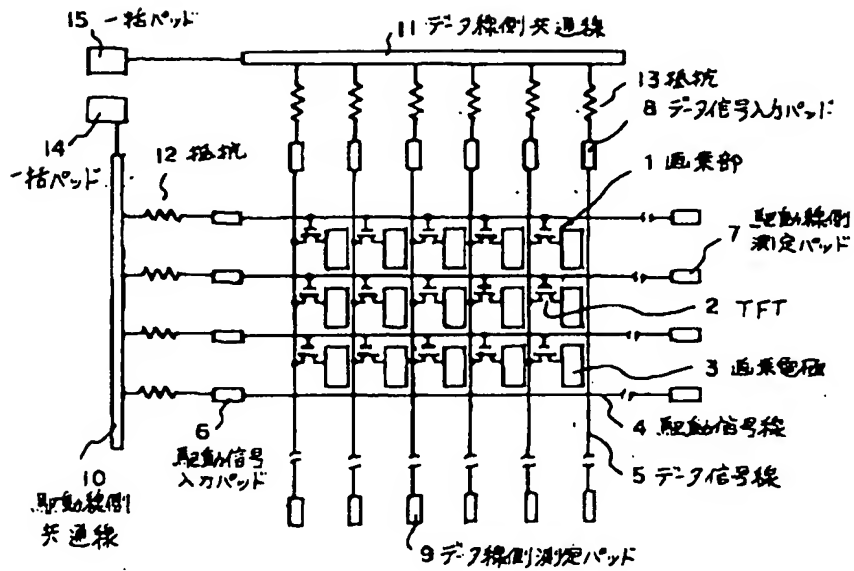 15 一括パッド
11 データ線側共通線
13 抵抗
8 データ信号入力パッド
14
一括パッド
12 抵抗
1 画素部
7 駆動線側
測定パッド
2 TFT
3 画素電極
6
駆動信号
入力パッド
4 駆動信号線
5 データ信号線
10
駆動線側
共通線
9 データ線側測定パッド